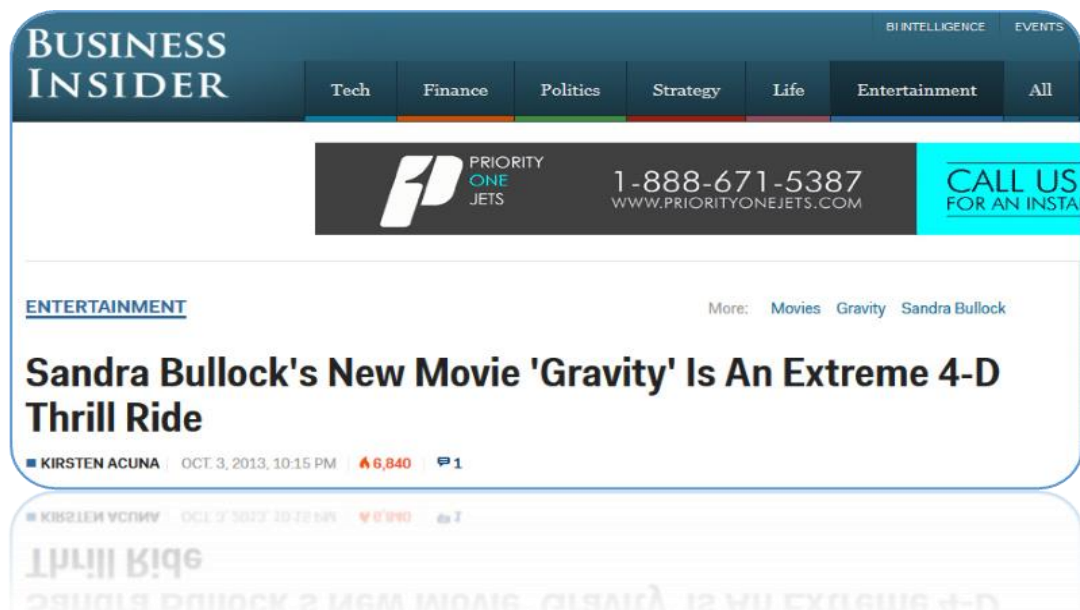 BUSINESS
INSIDER
BI INTELLIGENCE EVENTS
Tech Finance Politics Strategy Life Entertainment All
PRIORITY
ONE
JETS
1-888-671-5387
WWW.PRIORITYONEJETS.COM
CALL US
FOR AN INSTA
ENTERTAINMENT
More: Movies Gravity Sandra Bullock
Sandra Bullock's New Movie 'Gravity' Is An Extreme 4-D
Thrill Ride
KIRSTEN ACUNA OCT. 3, 2013, 10:15 PM 6,840 1